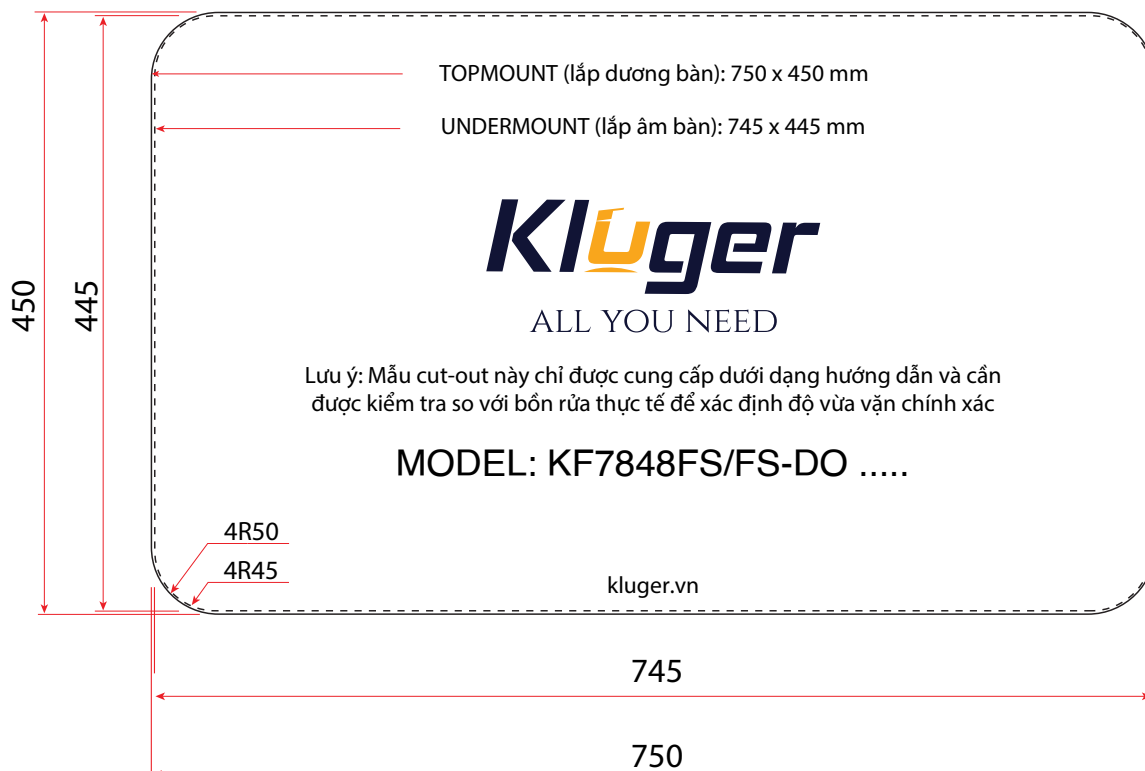 TOPMOUNT (lắp dương bàn): 750 x 450 mm
UNDERMOUNT (lắp âm bàn): 745 x 445 mm
450
445
Kluger
ALL YOU NEED
Lưu ý: Mẫu cut-out này chỉ được cung cấp dưới dạng hướng dẫn và cần
được kiểm tra so với bồn rửa thực tế để xác định độ vừa vặn chính xác
MODEL: KF7848FS/FS-DO .....
4R50
4R45
kluger.vn
745
750